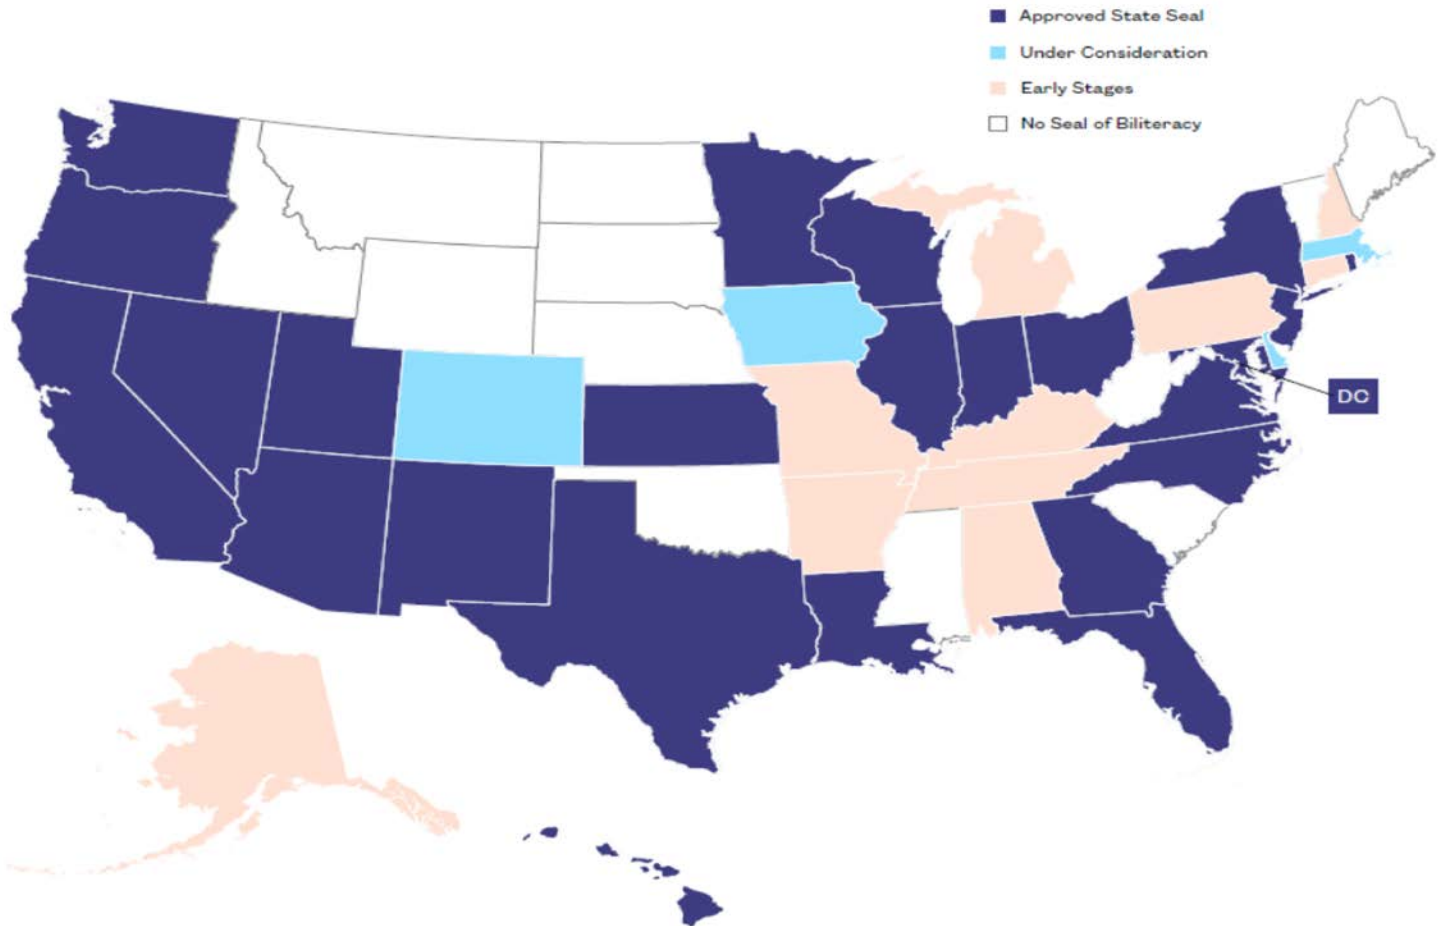 Approved State Seal
Under Consideration
Early Stages
No Seal of Biliteracy
DC